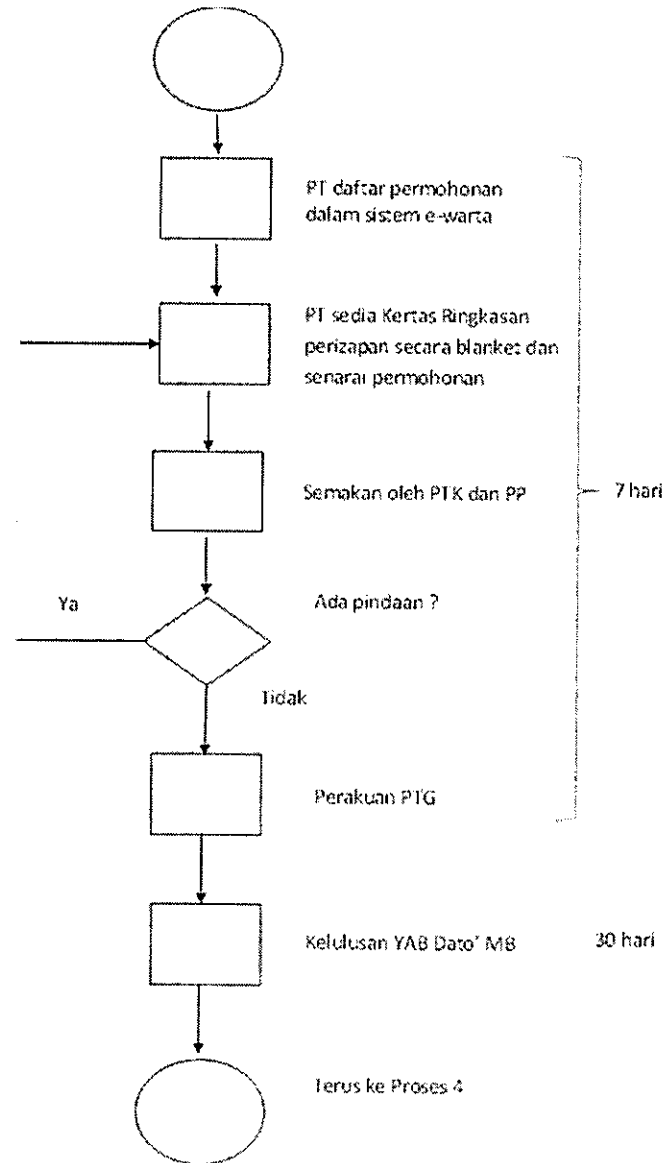 PT daftar permohonan
dalam sistem e-warta
PT sedia Kertas Ringkasan
perizapan secara blanket dan
senarai permohonan
Semakan oleh PTK dan PP
7 hari
Ya
Ada pindaan ?
Tidak
Perakuan PTG
Kelulusan YAB Dato' MB
30 hari
Terus ke Proses 4